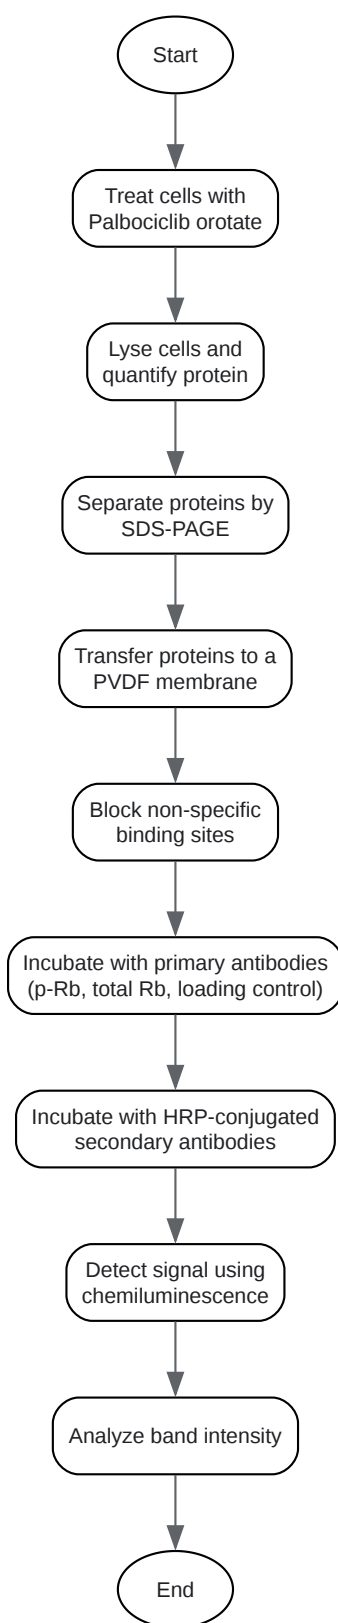 Start
Treat cells with
Palbociclib orotate
Lyse cells and
quantify protein
Separate proteins by
SDS-PAGE
Transfer proteins to a
PVDF membrane
Block non-specific
binding sites
Incubate with primary antibodies
(p-Rb, total Rb, loading control)
Incubate with HRP-conjugated
secondary antibodies
Detect signal using
chemiluminescence
Analyze band intensity
End